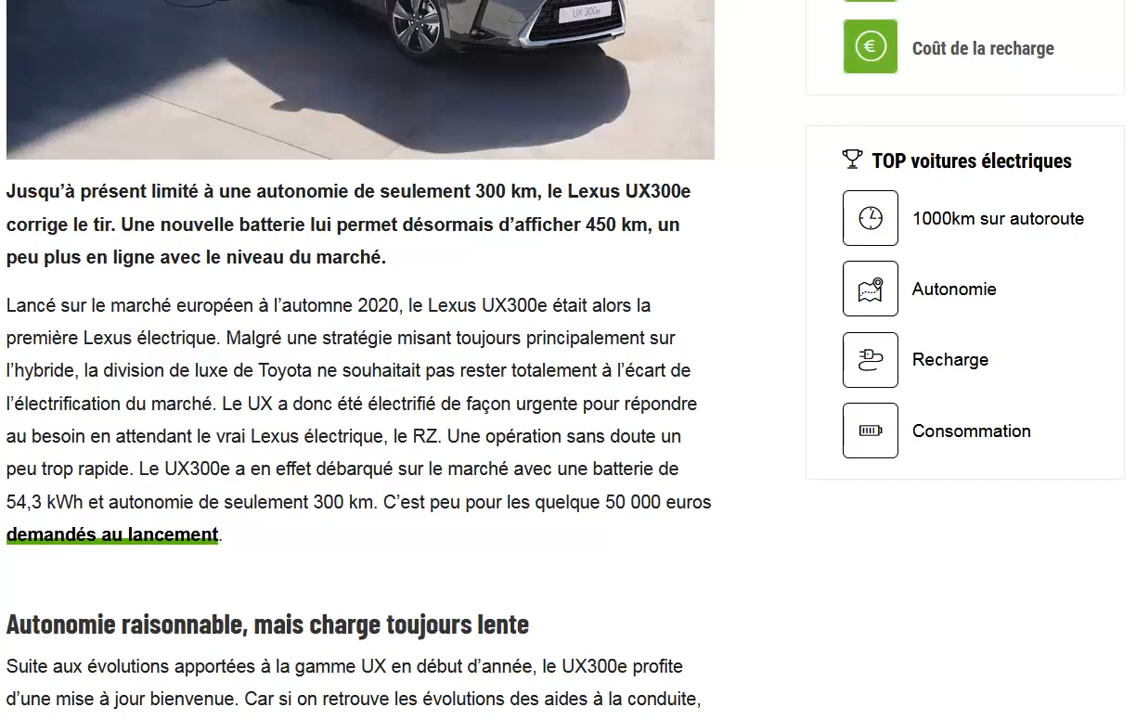 UX 300e
Coût de la recharge
TOP voitures électriques
1000km sur autoroute
Autonomie
Recharge
Consommation
Jusqu’à présent limité à une autonomie de seulement 300 km, le Lexus UX300e
corrige le tir. Une nouvelle batterie lui permet désormais d’afficher 450 km, un
peu plus en ligne avec le niveau du marché.
Lancé sur le marché européen à l’automne 2020, le Lexus UX300e était alors la
première Lexus électrique. Malgré une stratégie misant toujours principalement sur
l’hybride, la division de luxe de Toyota ne souhaitait pas rester totalement à l’écart de
l’électrification du marché. Le UX a donc été électrifié de façon urgente pour répondre
au besoin en attendant le vrai Lexus électrique, le RZ. Une opération sans doute un
peu trop rapide. Le UX300e a en effet débarqué sur le marché avec une batterie de
54,3 kWh et autonomie de seulement 300 km. C’est peu pour les quelque 50 000 euros
demandés au lancement.
Autonomie raisonnable, mais charge toujours lente
Suite aux évolutions apportées à la gamme UX en début d’année, le UX300e profite
d’une mise à jour bienvenue. Car si on retrouve les évolutions des aides à la conduite,